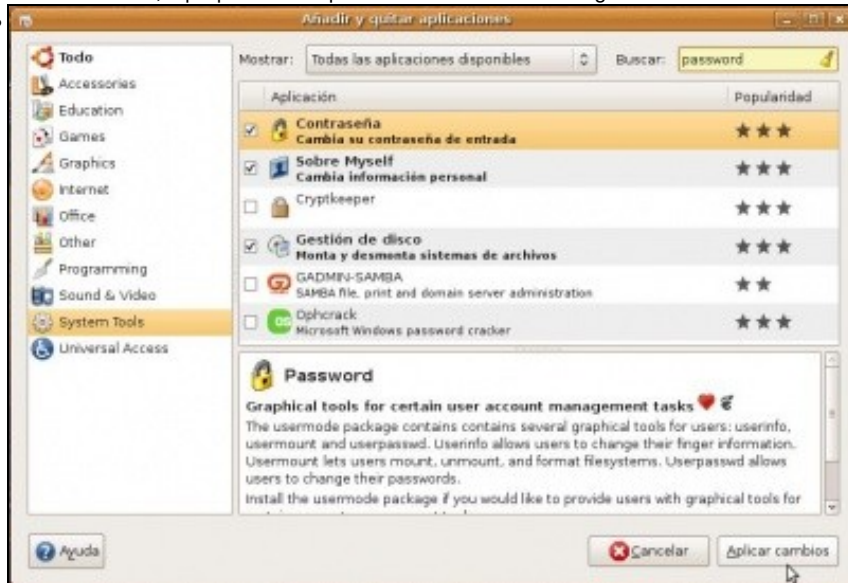 Añadir y quitar aplicaciones
Todo
Accessories
Education
Games
Graphics
Internet
Office
Other
Programming
Sound & Video
System Tools
Universal Access
Mostrar: Todas las aplicaciones disponibles Buscar: password
Aplicación Popularidad
Contraseña
Cambia su contraseña de entrada
Sobre Myself
Cambia información personal
Cryptkeeper
Gestión de disco
Monta y desmonta sistemas de archivos
GADMIN-SAMBA
SAMBA file, print and domain server administration
Ophcrack
Microsoft Windows password cracker
Password
Graphical tools for certain user account management tasks
The usermode package contains contains several graphical tools for users: userinfo,
usermount and userpasswd. Userinfo allows users to change their finger information.
Usermount lets users mount, unmount, and format filesystems. Userpasswd allows
users to change their passwords.
Install the usermode package if you would like to provide users with graphical tools for
Ayuda
Cancelar
Aplicar cambios